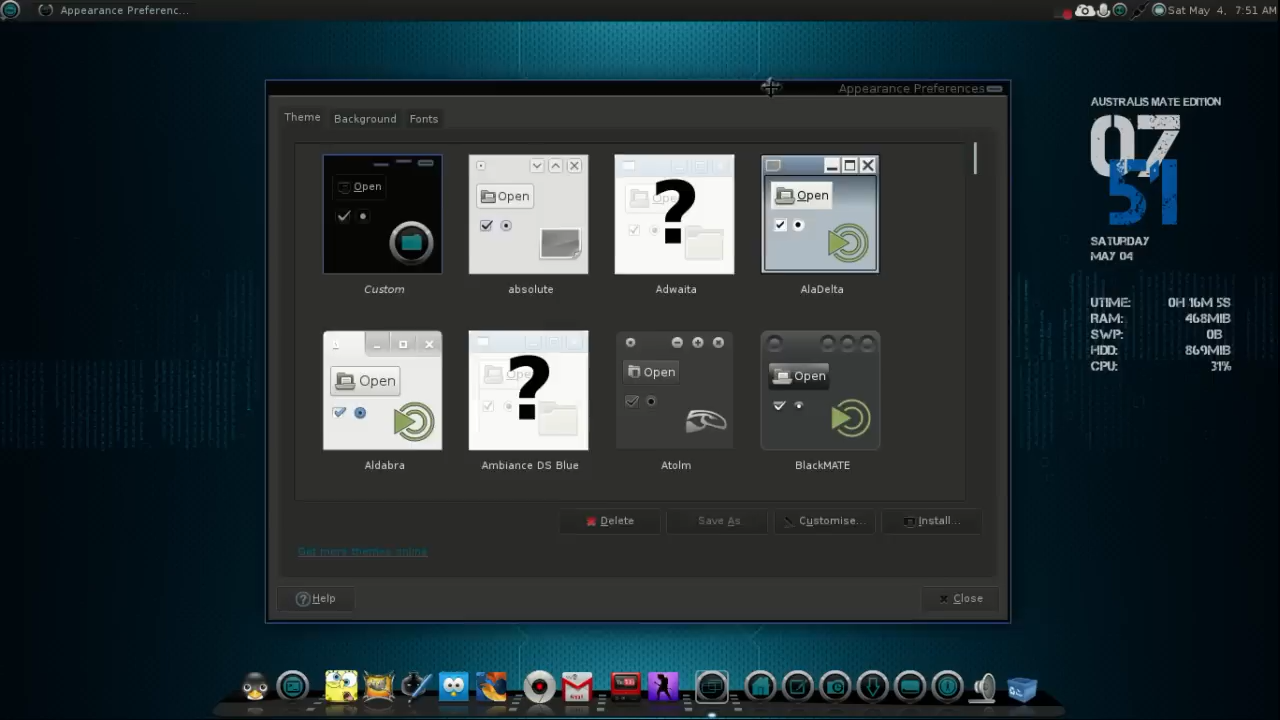 Appearance Preferenc...
Sat May 4, 7:51 AM
Appearance Preferences
Theme
Background
Fonts
Open
Open
Open
Open
Custom
absolute
Adwaita
AlaDelta
Open
Open
Open
Aldabra
Ambiance DS Blue
Atolm
BlackMATE
Delete
Save As
Customise...
Install...
Get more themes online
Help
Close
AUSTRALIS MATE EDITION
07
51
SATURDAY
MAY 04
UTIME: 0H 16M 5S
RAM: 468MIB
SWP: 0B
HDD: 869MIB
CPU: 31%